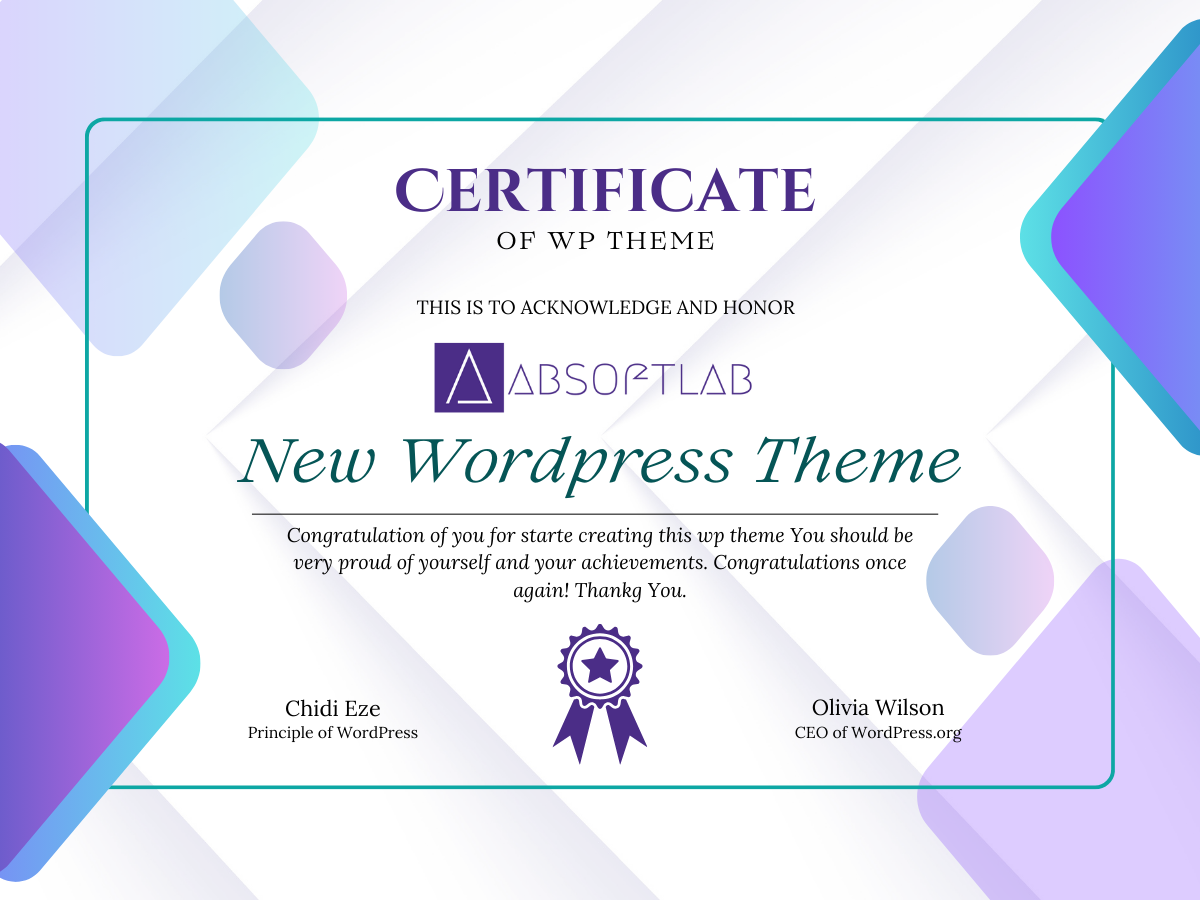 CERTIFICATE
OF WP THEME
THIS IS TO ACKNOWLEDGE AND HONOR
ABSOFTLAB
New Wordpress Theme
Congratulation of you for starte creating this wp theme You should be
very proud of yourself and your achievements. Congratulations once
again! Thankg You.
Chidi Eze
Principle of WordPress
Olivia Wilson
CEO of WordPress.org